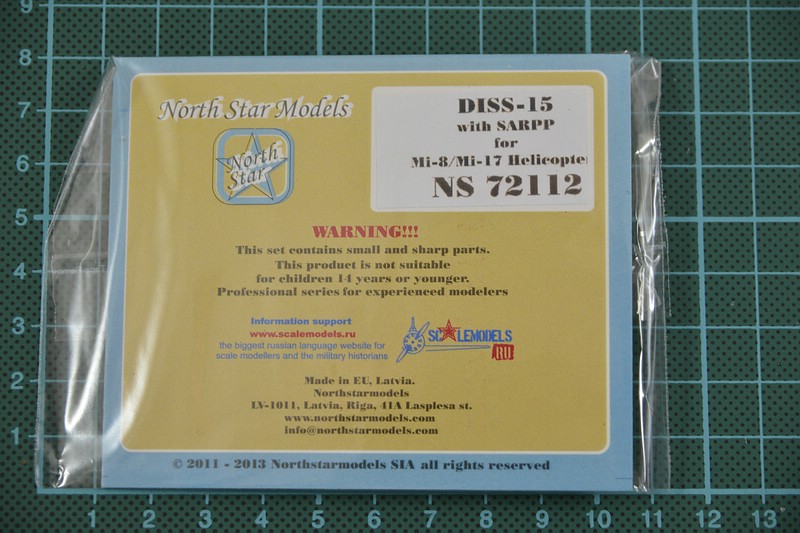 North Star Models
North
Star
DISS-15
with SARPP
for
Mi-8/Mi-17 Helicopte
NS 72112
WARNING!!!
This set contains small and sharp parts.
This product is not suitable
for children 14 years or younger.
Professional series for experienced modelers
Information support
www.scalemodels.ru
the biggest russian language website for
scale modellers and the military historians
SCALEMODELS
RU
Made in EU, Latvia.
Northstarmodels
LV-1011, Latvia, Riga, 41A Lasplesa st.
www.northstarmodels.com
info@northstarmodels.com
© 2011 - 2013 Northstarmodels SIA all rights reserved
9
8
7
6
5
4
3
2
1
1 2 3 4 5 6 7 8 9 10 11 12 13